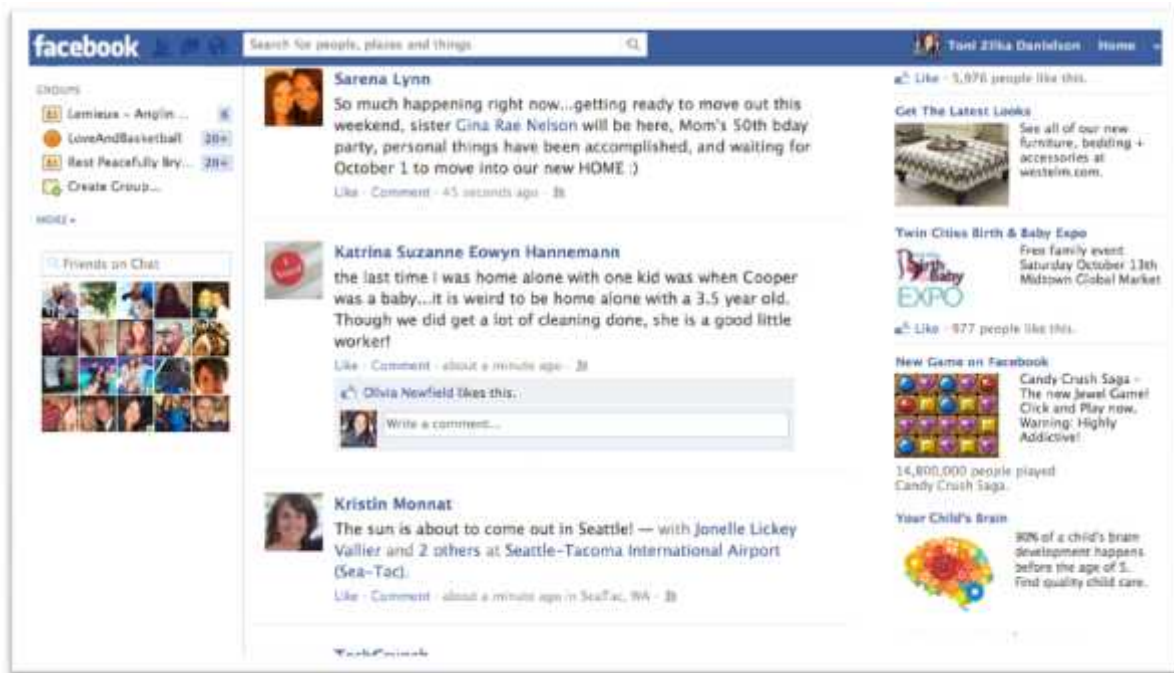 facebook
Search for people, places and things
Toni Zilka Danielson Home
GROUPS
Lemieux - Anglin ... 6
LoveAndBasketball 20+
Rest Peacefully Bry... 20+
Create Group...
MORE
Friends on Chat
Sarena Lynn
So much happening right now...getting ready to move out this
weekend, sister Gina Rae Nelson will be here, Mom's 50th bday
party, personal things have been accomplished, and waiting for
October 1 to move into our new HOME :)
Like · Comment · 45 seconds ago ·
Katrina Suzanne Eowyn Hannemann
the last time i was home alone with one kid was when Cooper
was a baby...it is weird to be home alone with a 3.5 year old.
Though we did get a lot of cleaning done, she is a good little
worker!
Like · Comment · about a minute ago ·
Olivia Newfield likes this.
Write a comment...
Kristin Monnat
The sun is about to come out in Seattle! — with Jonelle Lickey
Vallier and 2 others at Seattle-Tacoma International Airport
(Sea-Tac).
Like · Comment · about a minute ago in SeaTac, WA ·
TechCrunch
Like · 5,976 people like this.
Get The Latest Looks
See all of our new
furniture, bedding +
accessories at
westelm.com.
Twin Cities Birth & Baby Expo
Birth
Baby
EXPO
Free family event
Saturday October 13th
Midtown Global Market
Like · 977 people like this.
New Game on Facebook
Candy Crush Saga -
The new Jewel Game!
Click and Play now.
Warning: Highly
Addictive!
14,800,000 people played
Candy Crush Saga.
Your Child's Brain
90% of a child's brain
development happens
before the age of 5.
Find quality child care.